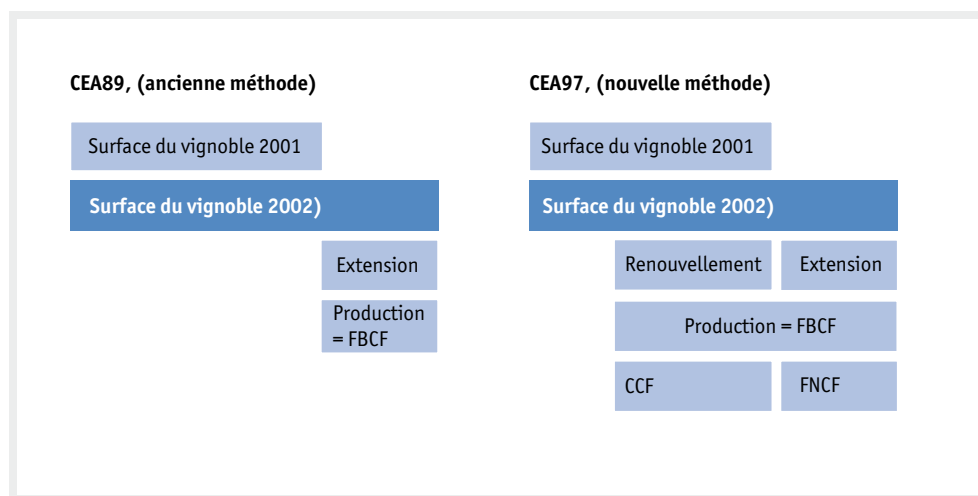 CEA89, (ancienne méthode)
Surface du vignoble 2001
Surface du vignoble 2002)
Extension
Production
= FBCF
CEA97, (nouvelle méthode)
Surface du vignoble 2001
Surface du vignoble 2002)
Renouvellement
Extension
Production = FBCF
CCF
FNCF